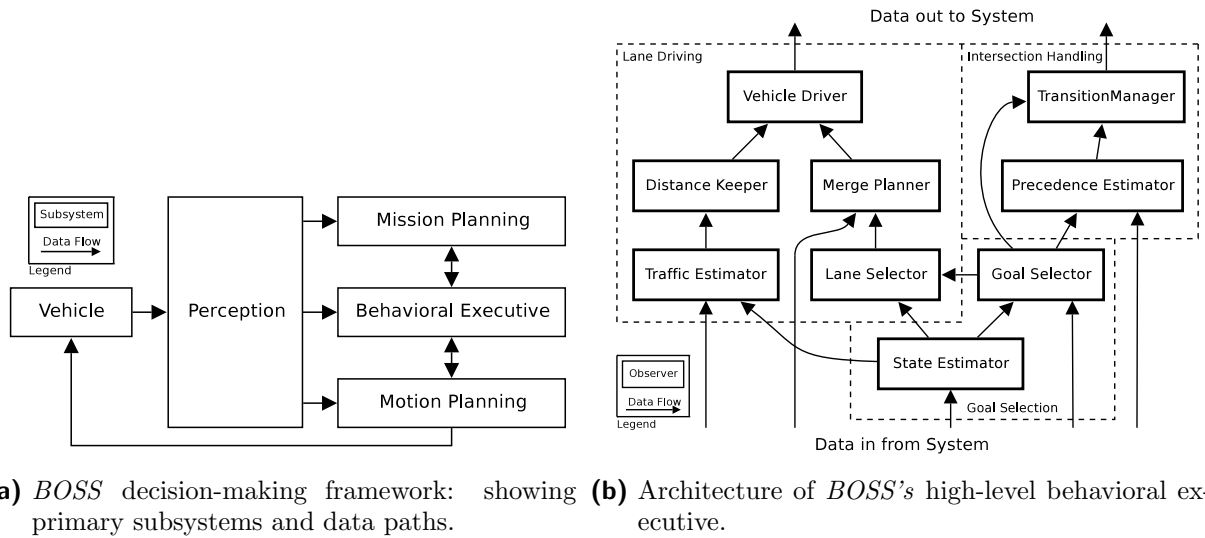 Subsystem
Data Flow
Legend
Vehicle
Perception
Mission Planning
Behavioral Executive
Motion Planning
Data out to System
Lane Driving
Intersection Handling
Vehicle Driver
TransitionManager
Distance Keeper
Merge Planner
Precedence Estimator
Traffic Estimator
Lane Selector
Goal Selector
State Estimator
Goal Selection
Observer
Data Flow
Legend
Data in from System
a) BOSS decision-making framework: showing
primary subsystems and data paths.
(b) Architecture of BOSS's high-level behavioral ex-
ecutive.